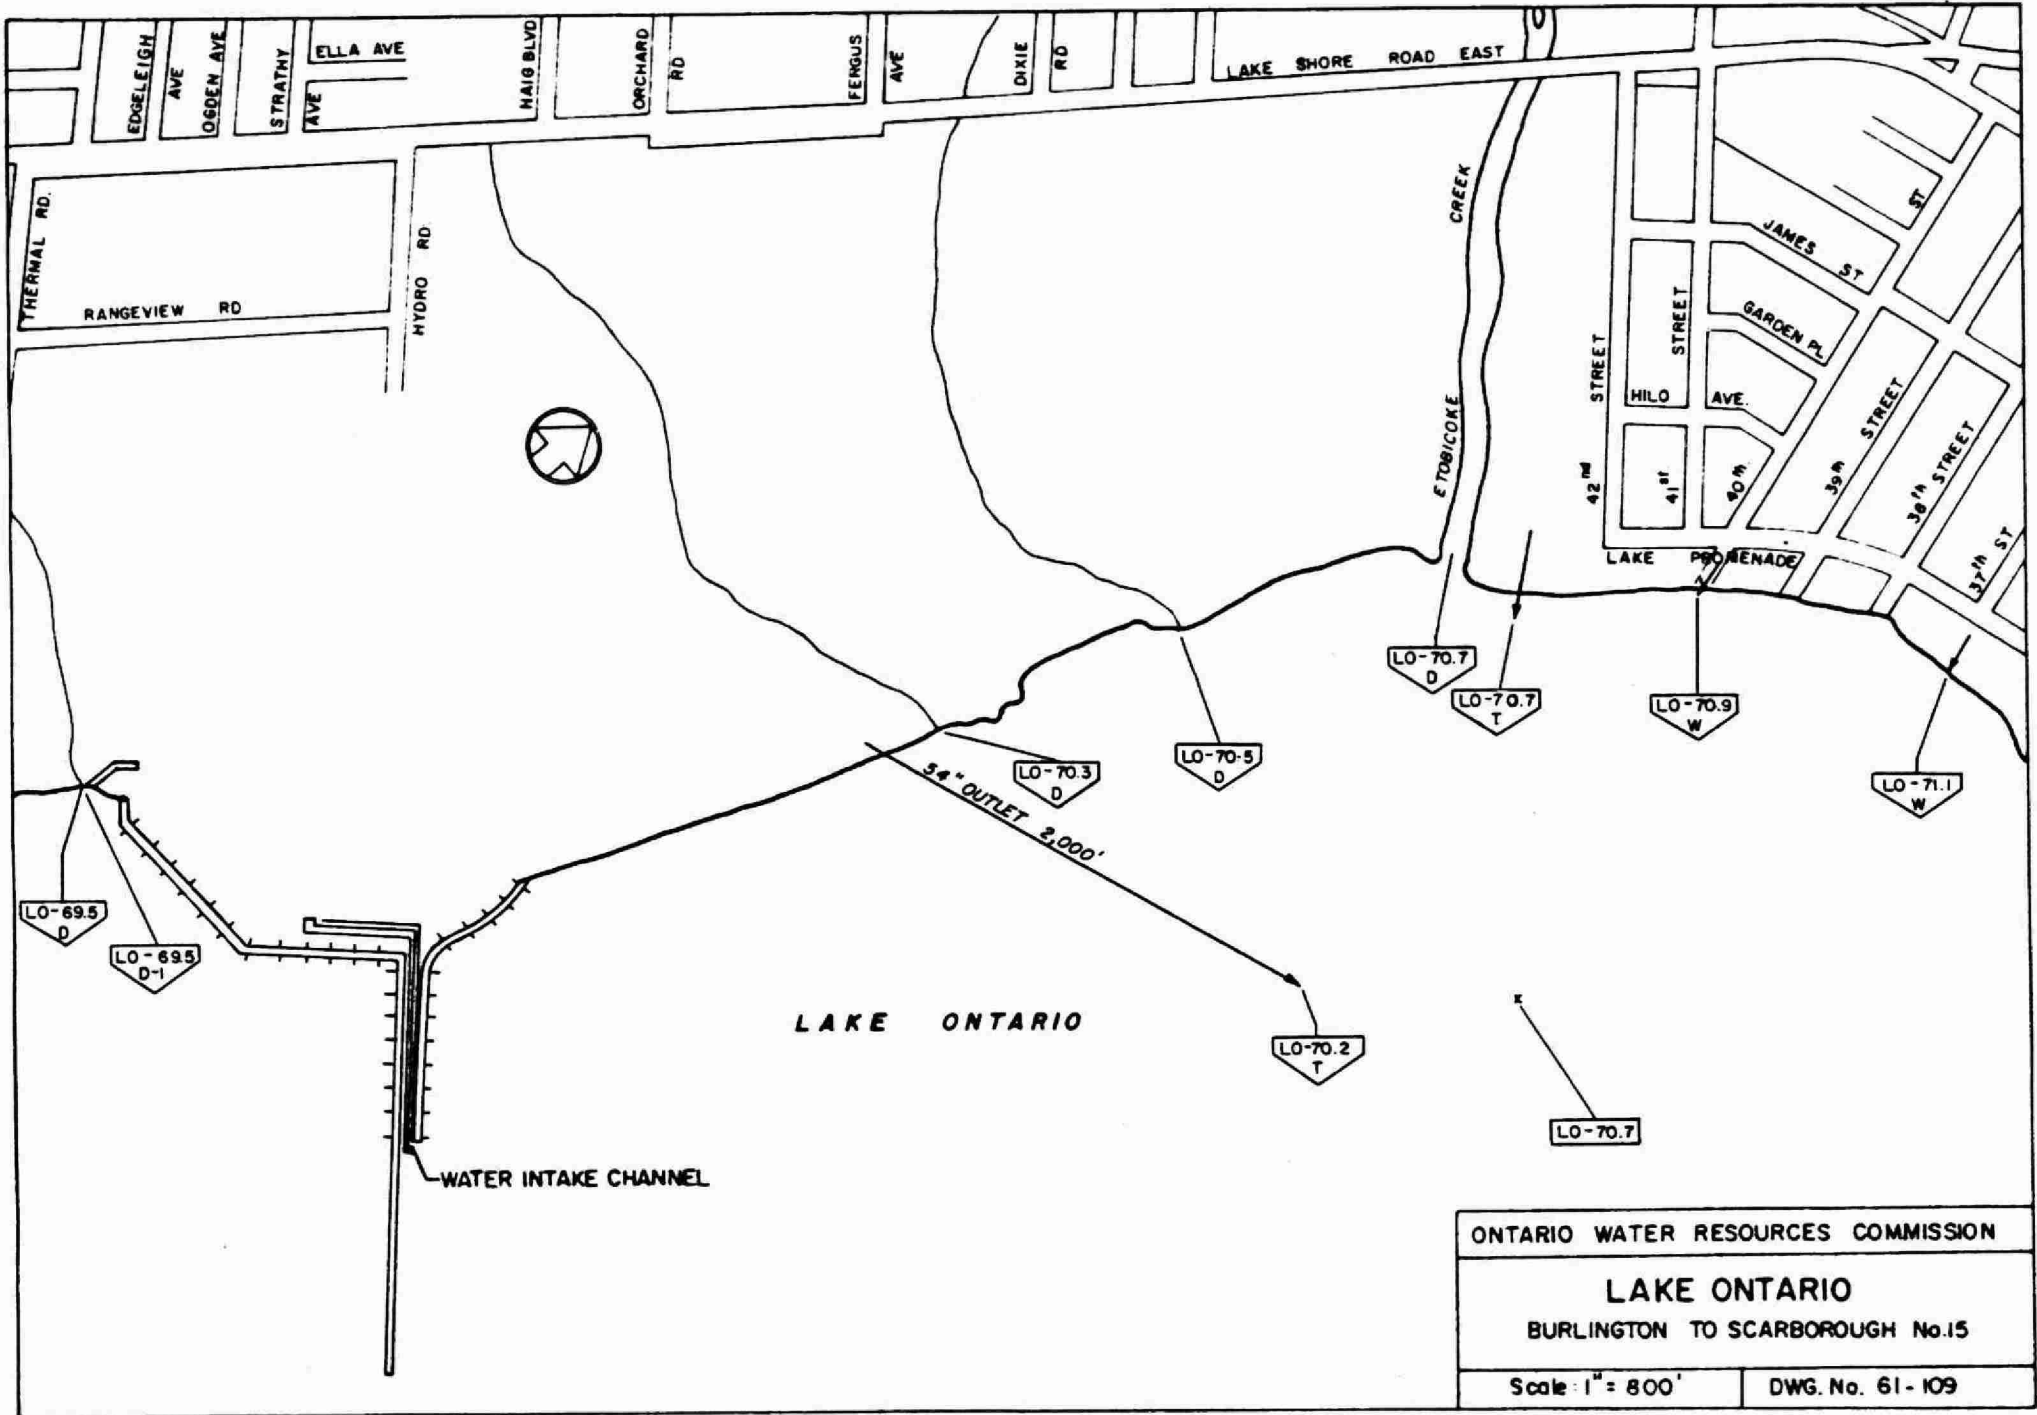 EDGELEIGH
AVE
OGDEN AVE
STRATHY
AVE
ELLA AVE
HAIG BLVD
ORCHARD
RD
FERGUS
AVE
DIXIE
RD
LAKE SHORE ROAD EAST
THERMAL RD.
RANGEVIEW RD
HYDRO RD.
ETOBICOKE CREEK
JAMES ST
ST
GARDEN PL
HILO AVE.
42nd STREET
41st STREET
40th
39th STREET
38th STREET
37th ST
LAKE PROMENADE
LO-70.7
D
LO-70.7
T
LO-70.9
W
LO-71.1
W
LO-70.5
D
LO-70.3
D
54" OUTLET 2,000'
LO-69.5
D
LO-69.5
D-1
LAKE ONTARIO
LO-70.2
T
LO-70.7
WATER INTAKE CHANNEL
ONTARIO WATER RESOURCES COMMISSION
LAKE ONTARIO
BURLINGTON TO SCARBOROUGH No.15
Scale: 1" = 800'
DWG. No. 61-109